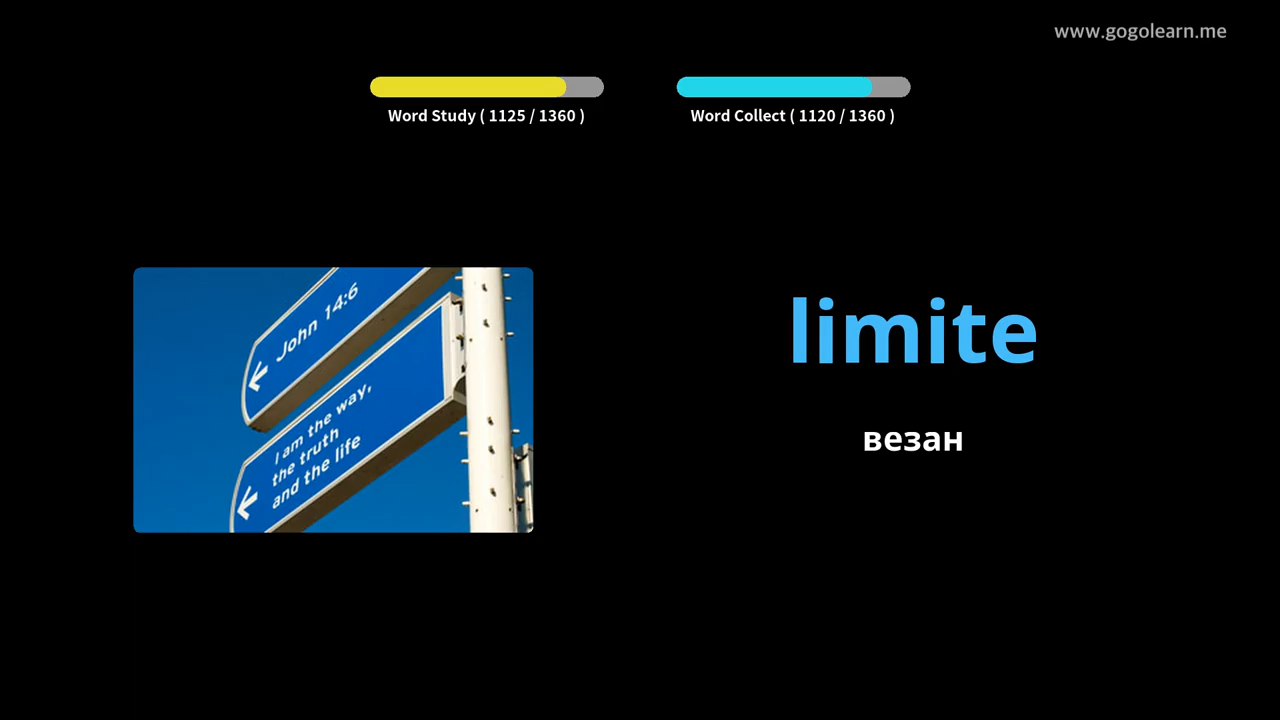 www.gogolearn.me
Word Study ( 1125 / 1360 )
Word Collect ( 1120 / 1360 )
John 14:6
I am the way,
the truth
and the life
limite
везан